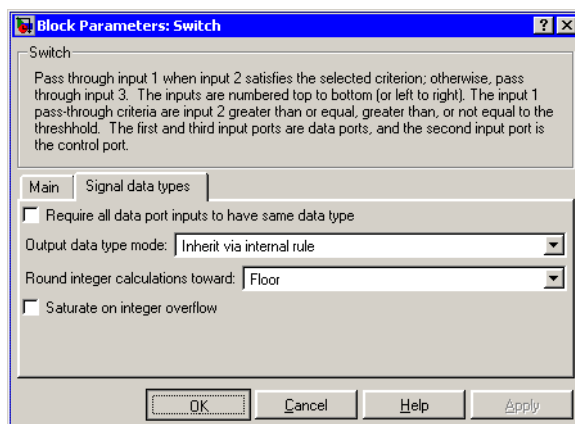 Block Parameters: Switch
Switch
Pass through input 1 when input 2 satisfies the selected criterion; otherwise, pass
through input 3. The inputs are numbered top to bottom (or left to right). The input 1
pass-through criteria are input 2 greater than or equal, greater than, or not equal to the
threshhold. The first and third input ports are data ports, and the second input port is
the control port.
Main Signal data types
Require all data port inputs to have same data type
Output data type mode: Inherit via internal rule
Round integer calculations toward: Floor
Saturate on integer overflow
OK Cancel Help Apply